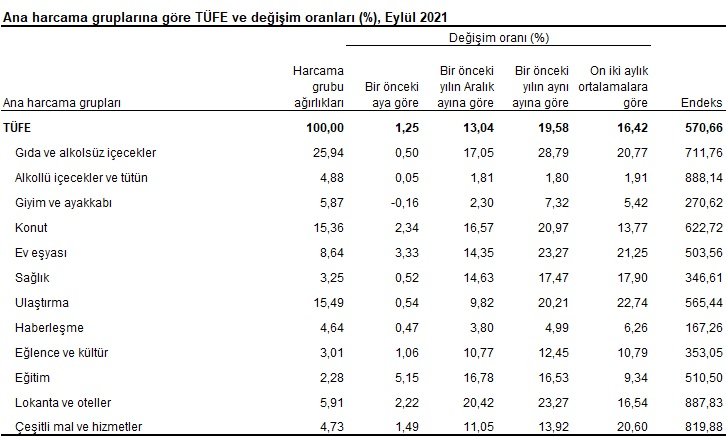 Ana harcama gruplarına göre TÜFE ve değişim oranları (%), Eylül 2021
Değişim oranı (%)
Ana harcama grupları Harcama grubu ağırlıkları Bir önceki aya göre Bir önceki yılın Aralık ayına göre Bir önceki yılın aynı ayına göre On iki aylık ortalamalara göre Endeks
TÜFE 100,00 1,25 13,04 19,58 16,42 570,66
Gıda ve alkolsüz içecekler 25,94 0,50 17,05 28,79 20,77 711,76
Alkollü içecekler ve tütün 4,88 0,05 1,81 1,80 1,91 888,14
Giyim ve ayakkabı 5,87 -0,16 2,30 7,32 5,42 270,62
Konut 15,36 2,34 16,57 20,97 13,77 622,72
Ev eşyası 8,64 3,33 14,35 23,27 21,25 503,56
Sağlık 3,25 0,52 14,63 17,47 17,90 346,61
Ulaştırma 15,49 0,54 9,82 20,21 22,74 565,44
Haberleşme 4,64 0,47 3,80 4,99 6,26 167,26
Eğlence ve kültür 3,01 1,06 10,77 12,45 10,79 353,05
Eğitim 2,28 5,15 16,78 16,53 9,34 510,50
Lokanta ve oteller 5,91 2,22 20,42 23,27 16,54 887,83
Çeşitli mal ve hizmetler 4,73 1,49 11,05 13,92 20,60 819,88